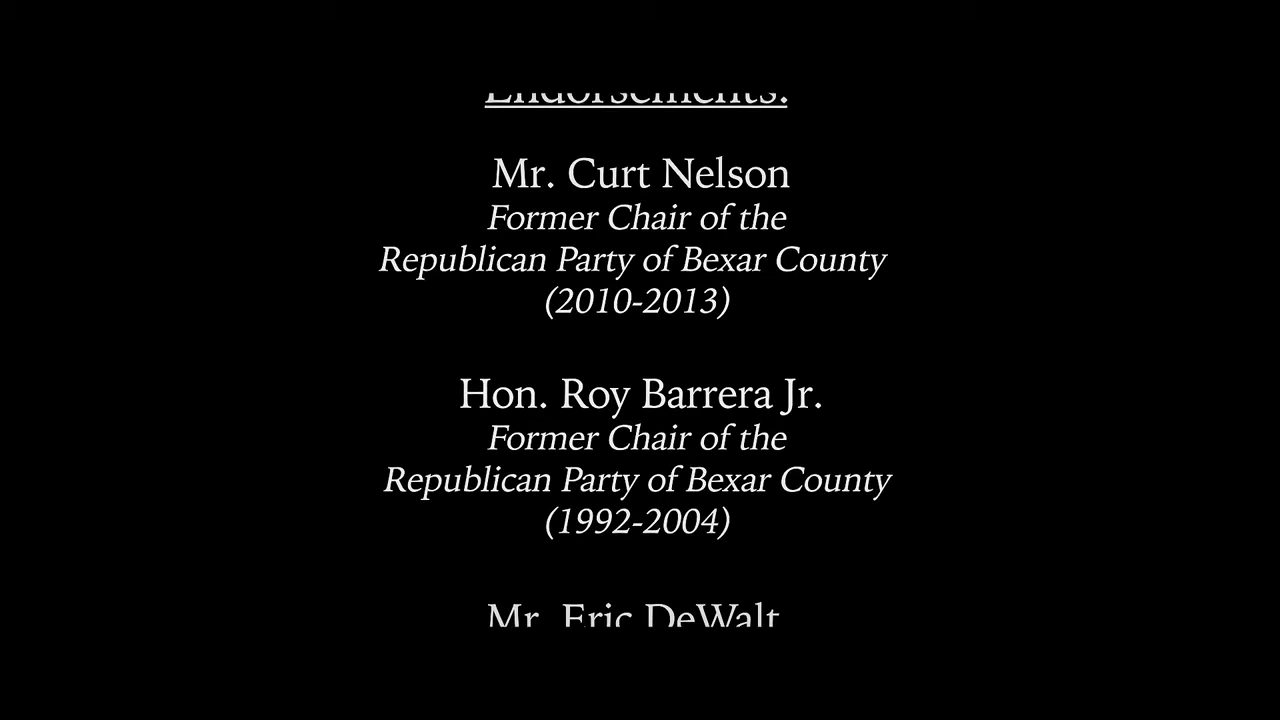 Endorsements:
Mr. Curt Nelson
Former Chair of the
Republican Party of Bexar County
(2010-2013)
Hon. Roy Barrera Jr.
Former Chair of the
Republican Party of Bexar County
(1992-2004)
Mr. Eric DeWalt